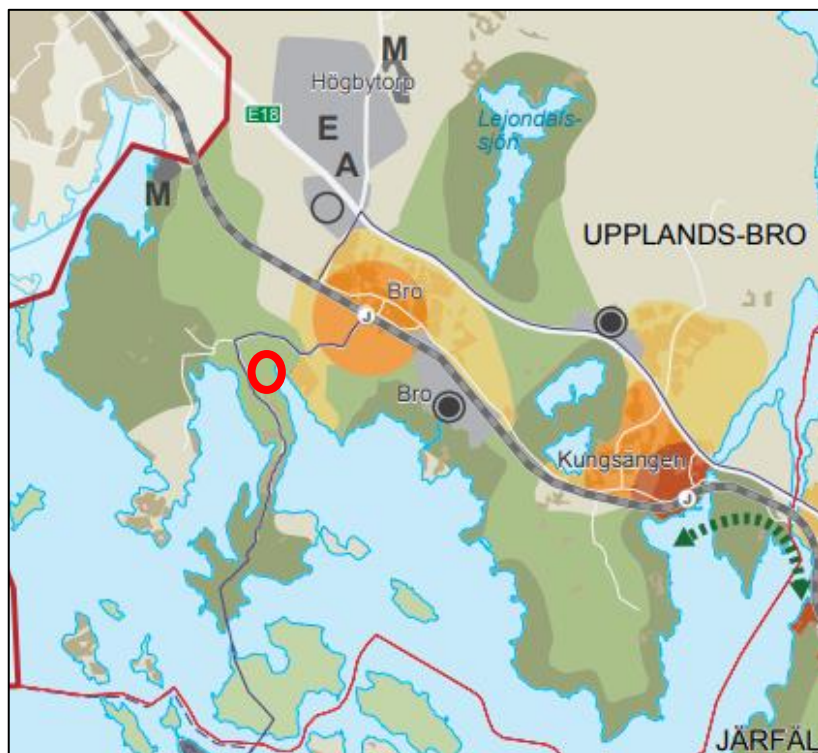 M
Högbytorp
E18
E
A
Lejondals-
sjön
M
UPPLANDS-BRO
Bro
J
Bro
Kungsängen
J
JÄRFÄL